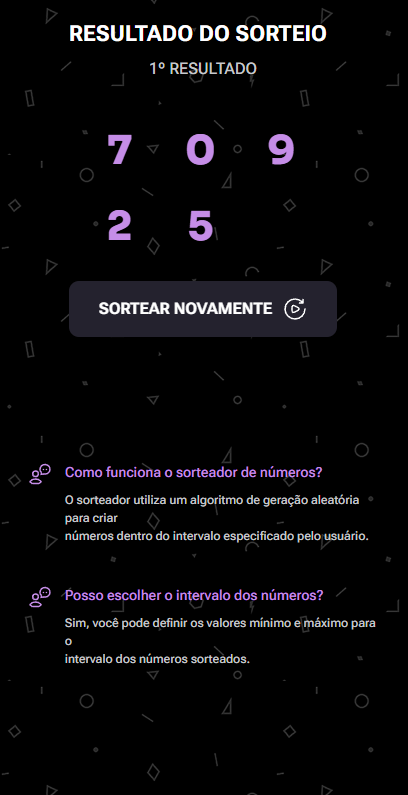 RESULTADO DO SORTEIO
1º RESULTADO
7 0 9
2 5
SORTEAR NOVAMENTE
Como funciona o sorteador de números?
O sorteador utiliza um algoritmo de geração aleatória
para criar
números dentro do intervalo especificado pelo usuário.
Posso escolher o intervalo dos números?
Sim, você pode definir os valores mínimo e máximo para
o
intervalo dos números sorteados.